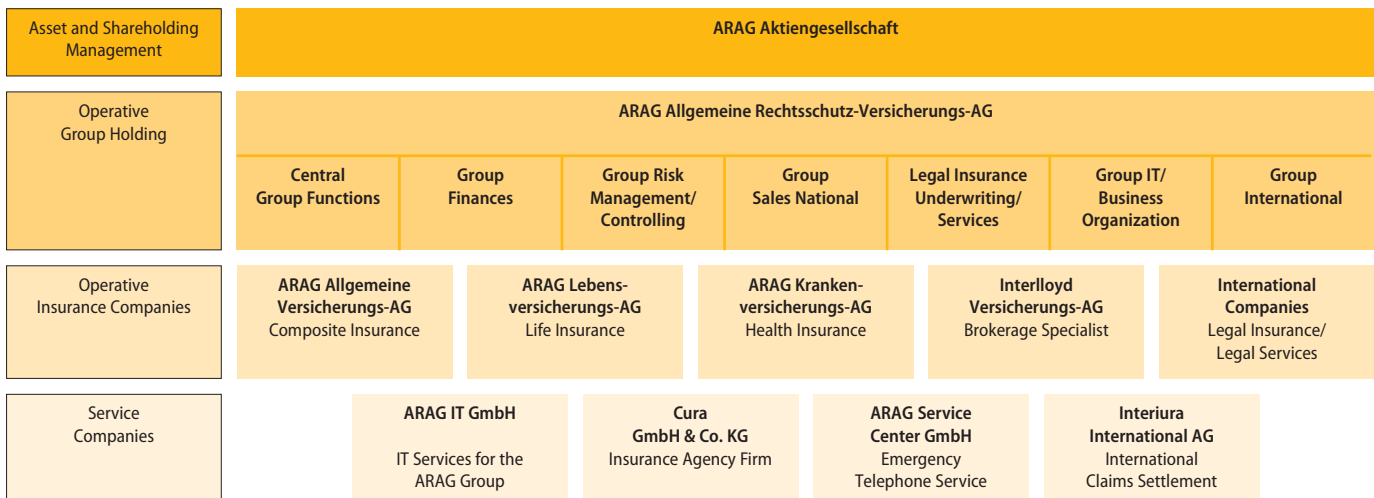 Asset and Shareholding
Management
ARAG Aktiengesellschaft
Operative
Group Holding
ARAG Allgemeine Rechtsschutz-Versicherungs-AG
Central
Group Functions
Group
Finances
Group Risk
Management/
Controlling
Group
Sales National
Legal Insurance
Underwriting/
Services
Group IT/
Business
Organization
Group
International
Operative
Insurance Companies
ARAG Allgemeine
Versicherungs-AG
Composite Insurance
ARAG Lebens-
versicherungs-AG
Life Insurance
ARAG Kranken-
versicherungs-AG
Health Insurance
Interlloyd
Versicherungs-AG
Brokerage Specialist
International
Companies
Legal Insurance/
Legal Services
Service
Companies
ARAG IT GmbH
IT Services for the
ARAG Group
Cura
GmbH & Co. KG
Insurance Agency Firm
ARAG Service
Center GmbH
Emergency
Telephone Service
Interiura
International AG
International
Claims Settlement